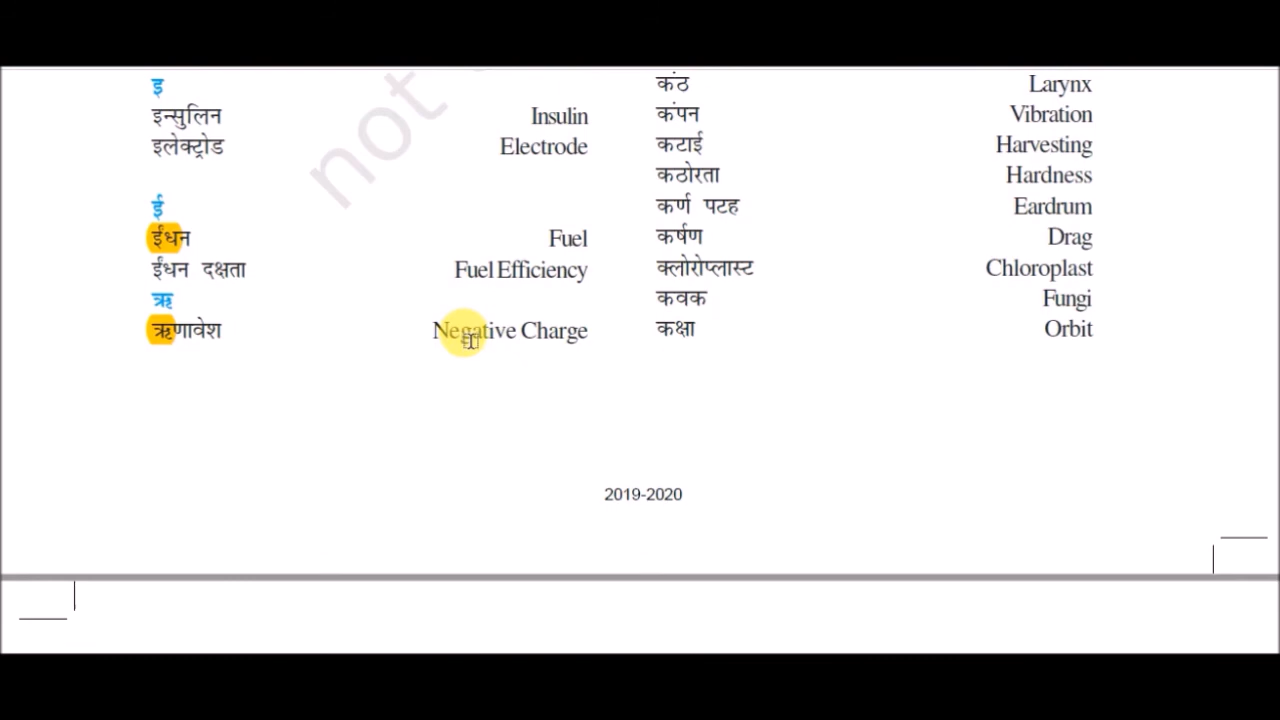 इ
इन्सुलिन Insulin
इलेक्ट्रोड Electrode
ई
ईंधन Fuel
ईंधन दक्षता Fuel Efficiency
ऋ
ऋणावेश Negative Charge
कंठ Larynx
कंपन Vibration
कटाई Harvesting
कठोरता Hardness
कर्ण पटह Eardrum
कर्षण Drag
क्लोरोप्लास्ट Chloroplast
कवक Fungi
कक्षा Orbit
not
2019-2020